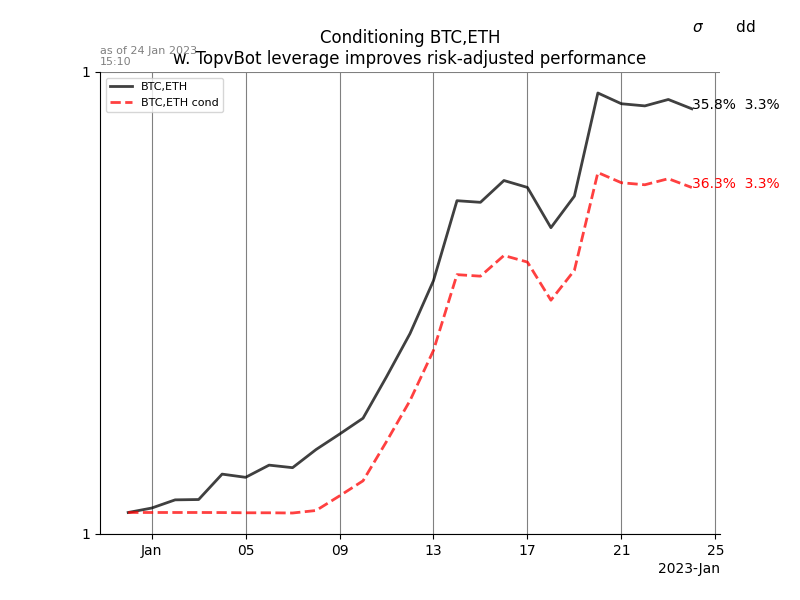 σ dd
Conditioning BTC,ETH
as of 24 Jan 2023
w. TopvBot leverage improves risk-adjusted performance
15:10
1
BTC,ETH
BTC,ETH cond
35.8% 3.3%
36.3% 3.3%
1
Jan 05 09 13 17 21 25
2023-Jan